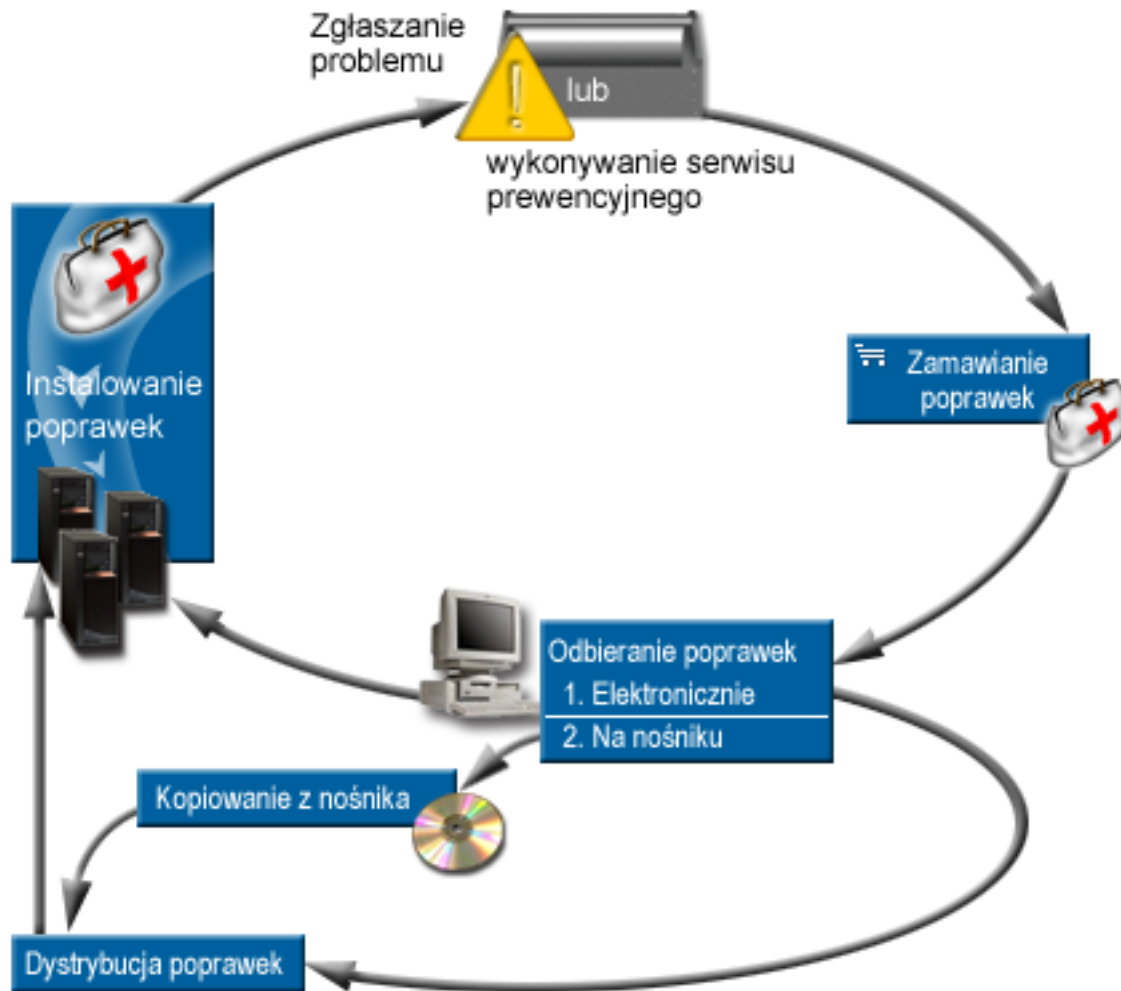 Zgłaszanie
problemu
lub
wykonywanie serwisu
prewencyjnego
Zamawianie
poprawek
Instalowanie
poprawek
Odbieranie poprawek
1. Elektronicznie
2. Na nośniku
Kopiowanie z nośnika
Dystrybucja poprawek